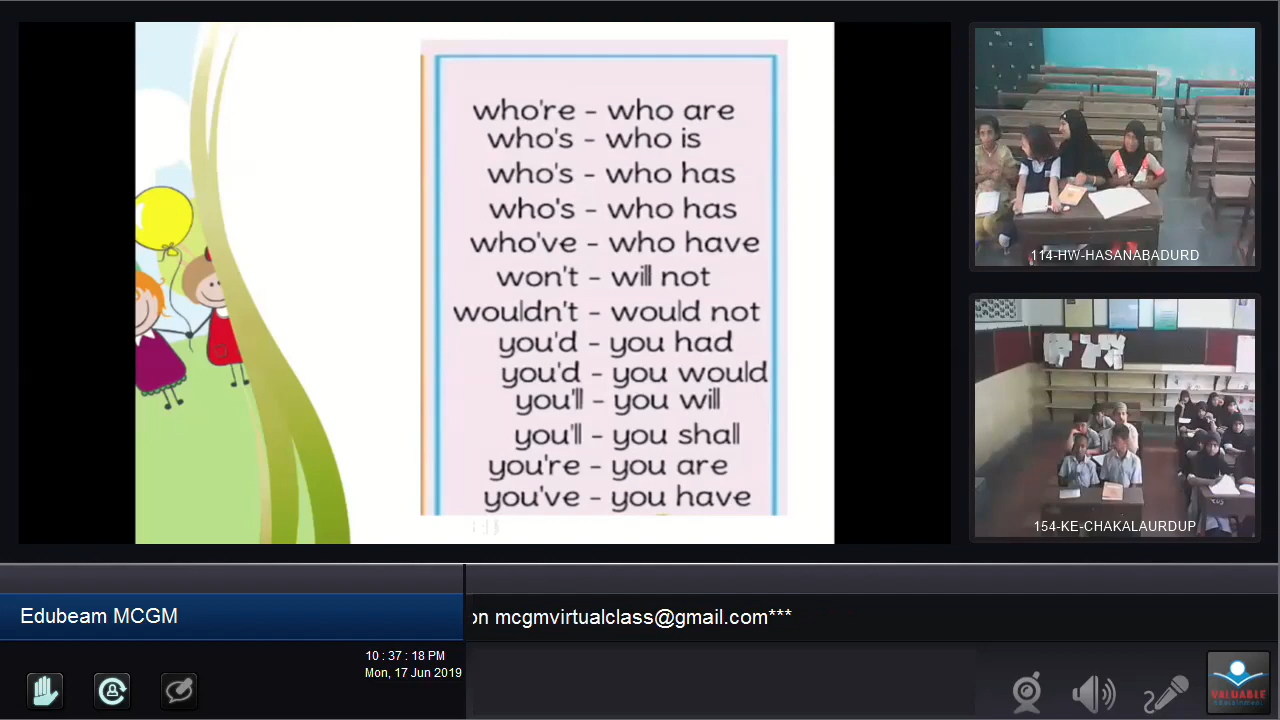 who're - who are
who's - who is
who's - who has
who's - who has
who've - who have
won't - will not
wouldn't - would not
you'd - you had
you'd - you would
you'll - you will
you'll - you shall
you're - you are
you've - you have
114-HW-HASANABADURD
154-KE-CHAKALAURDUP
Edubeam MCGM
on mcgmvirtualclass@gmail.com***
10 : 37 : 18 PM
Mon, 17 Jun 2019
VALUABLE